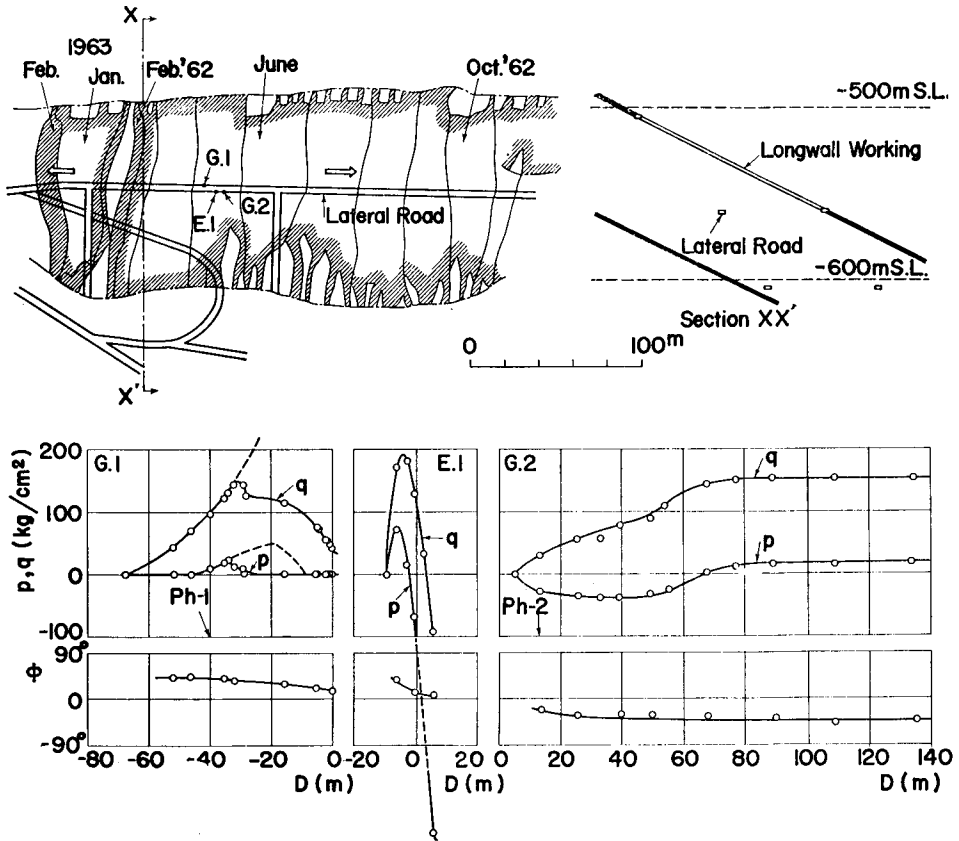 X
1963
Feb. Jan. Feb.'62 June Oct.'62
G.1
E.1 G.2
Lateral Road
X'
0 100m
-500m S.L.
Longwall Working
Lateral Road
-600m S.L.
Section XX'
p, q (kg/cm²)
200
100
0
-100
G.1
q
p
Ph-1
E.1
q
p
G.2
q
p
Ph-2
Φ
90°
0
-90°
-80 -60 -40 -20 0
D (m)
-20 0 20
D (m)
0 20 40 60 80 100 120 140
D (m)